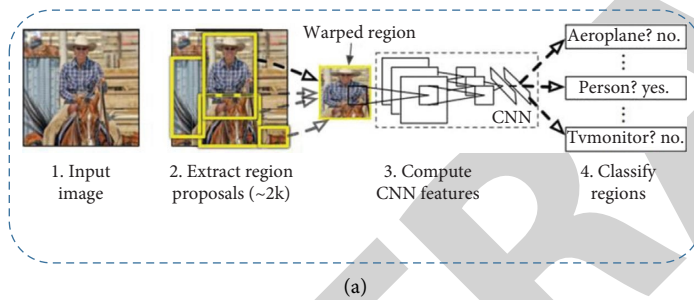 Warped region
Aeroplane? no.
Person? yes.
Tvmonitor? no.
CNN
1. Input
image
2. Extract region
proposals (~2k)
3. Compute
CNN features
4. Classify
regions
(a)